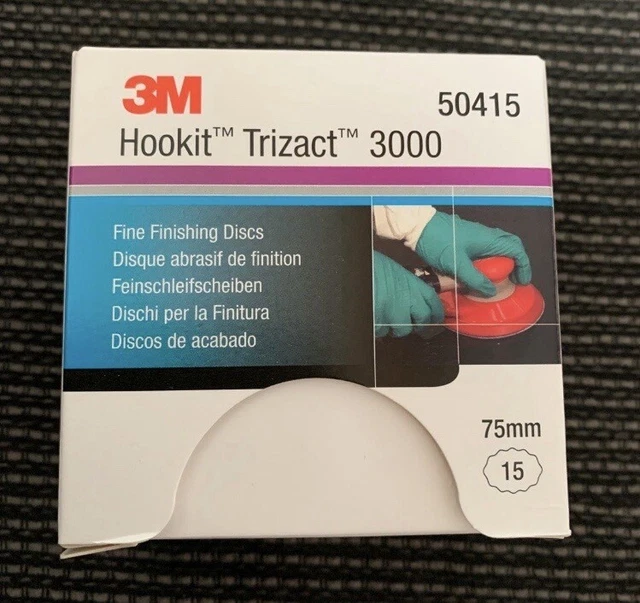 3M
50415
Hookit™ Trizact™ 3000
Fine Finishing Discs
Disque abrasif de finition
Feinschleifscheiben
Dischi per la Finitura
Discos de acabado
75mm
15